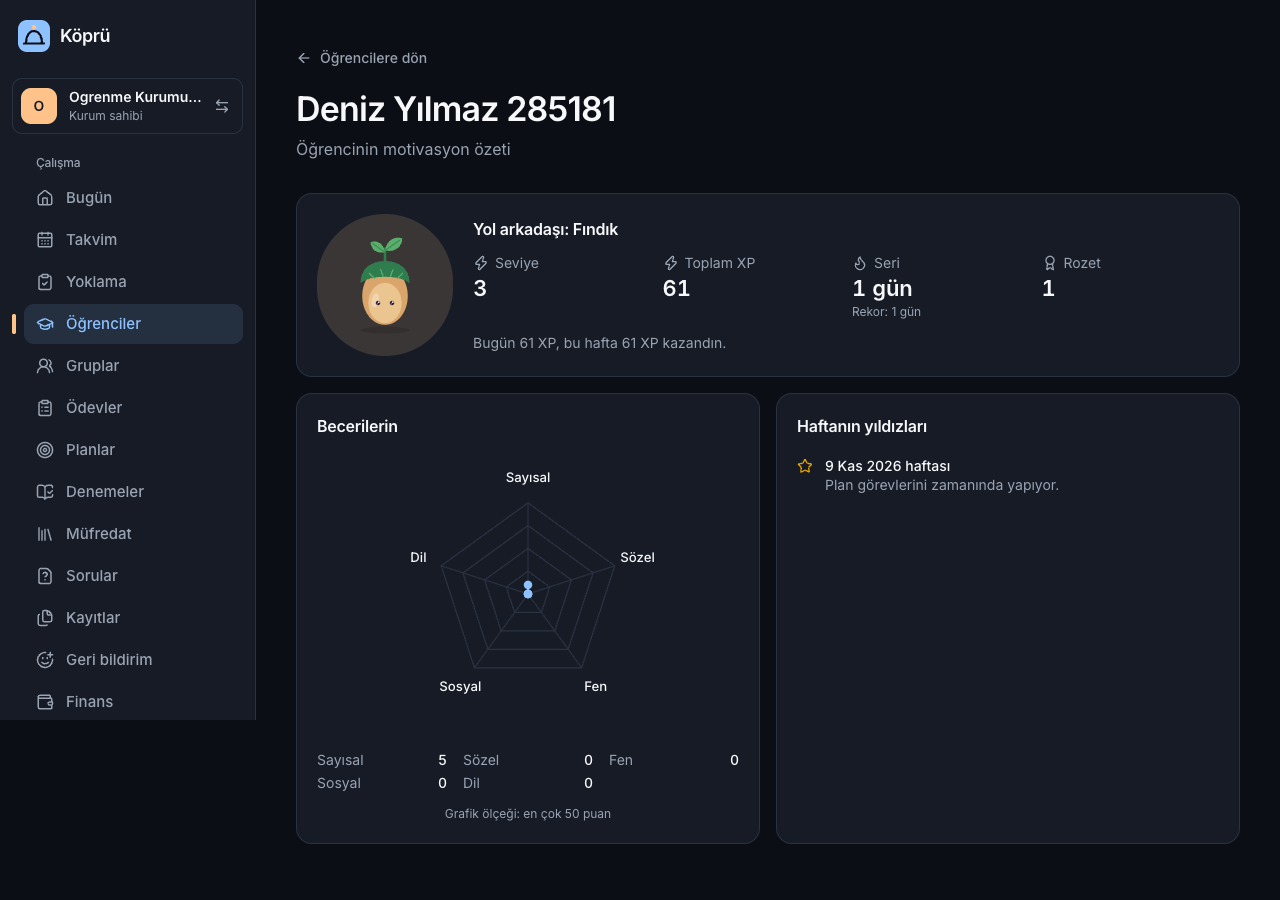 Köprü
O
Ogrenme Kurumu...
Kurum sahibi
Çalışma
Bugün
Takvim
Yoklama
Öğrenciler
Gruplar
Ödevler
Planlar
Denemeler
Müfredat
Sorular
Kayıtlar
Geri bildirim
Finans
Öğrencilere dön
Deniz Yılmaz 285181
Öğrencinin motivasyon özeti
Yol arkadaşı: Fındık
Seviye
3
Toplam XP
61
Seri
1 gün
Rekor: 1 gün
Rozet
1
Bugün 61 XP, bu hafta 61 XP kazandın.
Becerilerin
Sayısal
Dil
Sözel
Sosyal
Fen
Sayısal 5 Sözel 0 Fen 0
Sosyal 0 Dil 0
Grafik ölçeği: en çok 50 puan
Haftanın yıldızları
9 Kas 2026 haftası
Plan görevlerini zamanında yapıyor.